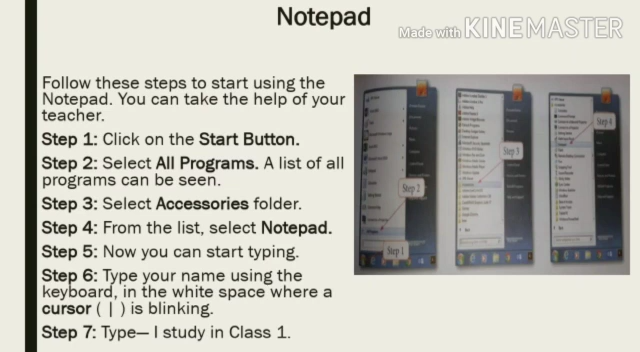 Notepad
Made with KINEMASTER
Follow these steps to start using the
Notepad. You can take the help of your
teacher.
Step 1: Click on the Start Button.
Step 2: Select All Programs. A list of all
programs can be seen.
Step 3: Select Accessories folder.
Step 4: From the list, select Notepad.
Step 5: Now you can start typing.
Step 6: Type your name using the
keyboard, in the white space where a
cursor ( | ) is blinking.
Step 7: Type— I study in Class 1.
Step 2
Step 1
Step 3
Step 4